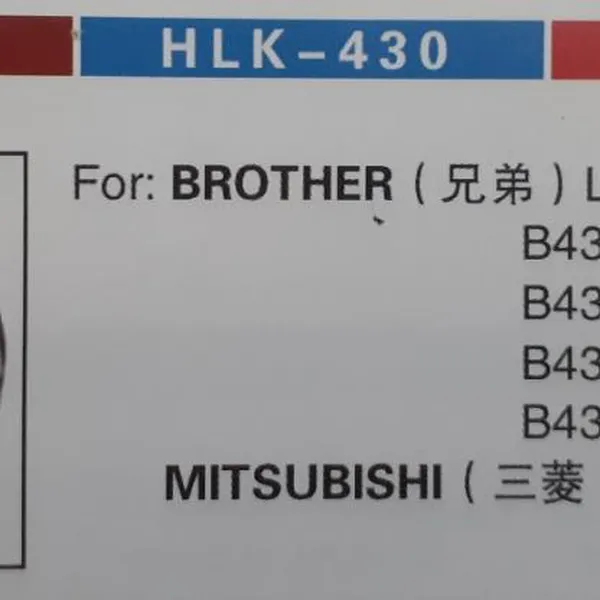 HLK-430
For: BROTHER (兄弟) L
B43
B43
B43
B43
MITSUBISHI (三菱